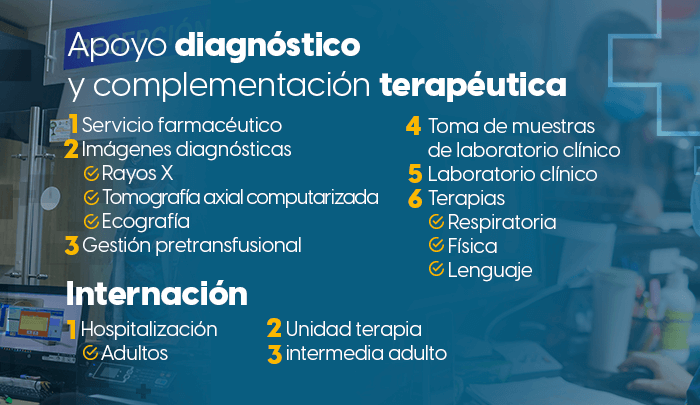 Apoyo diagnóstico
y complementación terapéutica
1 Servicio farmacéutico
2 Imágenes diagnósticas
Rayos X
Tomografía axial computarizada
Ecografía
3 Gestión pretransfusional
4 Toma de muestras
de laboratorio clínico
5 Laboratorio clínico
6 Terapias
Respiratoria
Física
Lenguaje
Internación
1 Hospitalización
Adultos
2 Unidad terapia
3 intermedia adulto